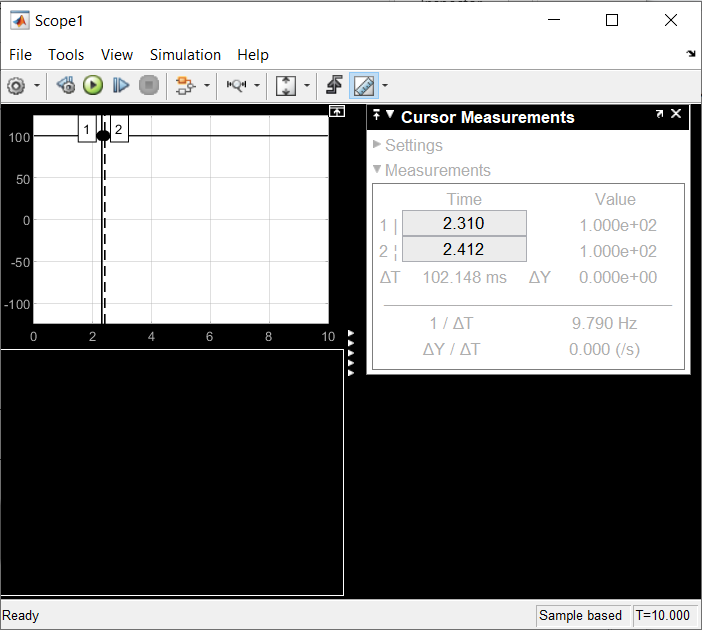 Scope1
File Tools View Simulation Help
Cursor Measurements
Settings
Measurements
Time Value
1 | 2.310 1.000e+02
2 ¦ 2.412 1.000e+02
ΔT 102.148 ms ΔY 0.000e+00
1 / ΔT 9.790 Hz
ΔY / ΔT 0.000 (/s)
1 2
100
50
0
-50
-100
0 2 4 6 8 10
Ready Sample based T=10.000